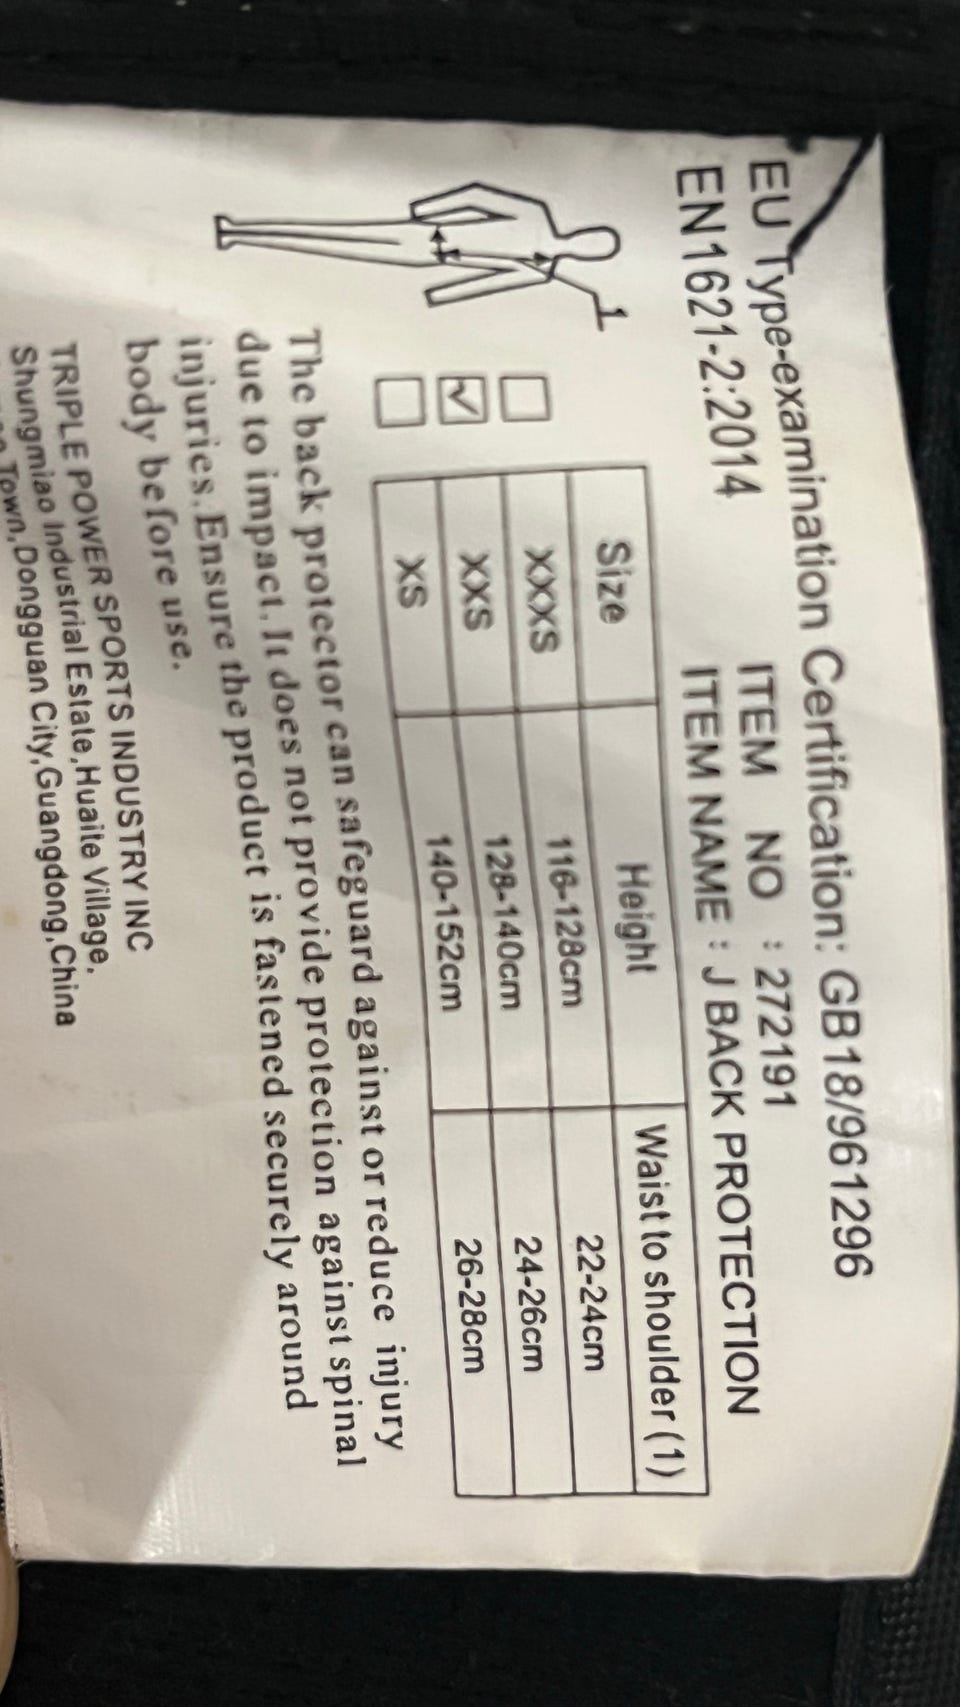 EU Type-examination Certification: GB18/961296
EN1621-2:2014 ITEM NO : 272191
ITEM NAME : J BACK PROTECTION
1
Size Height Waist to shoulder (1)
XXXS 116-128cm 22-24cm
XXS 128-140cm 24-26cm
XS 140-152cm 26-28cm
The back protector can safeguard against or reduce injury
due to impact. It does not provide protection against spinal
injuries. Ensure the product is fastened securely around
body before use.
TRIPLE POWER SPORTS INDUSTRY INC
Shungmiao Industrial Estate, Huaite Village,
Town, Dongguan City, Guangdong, China